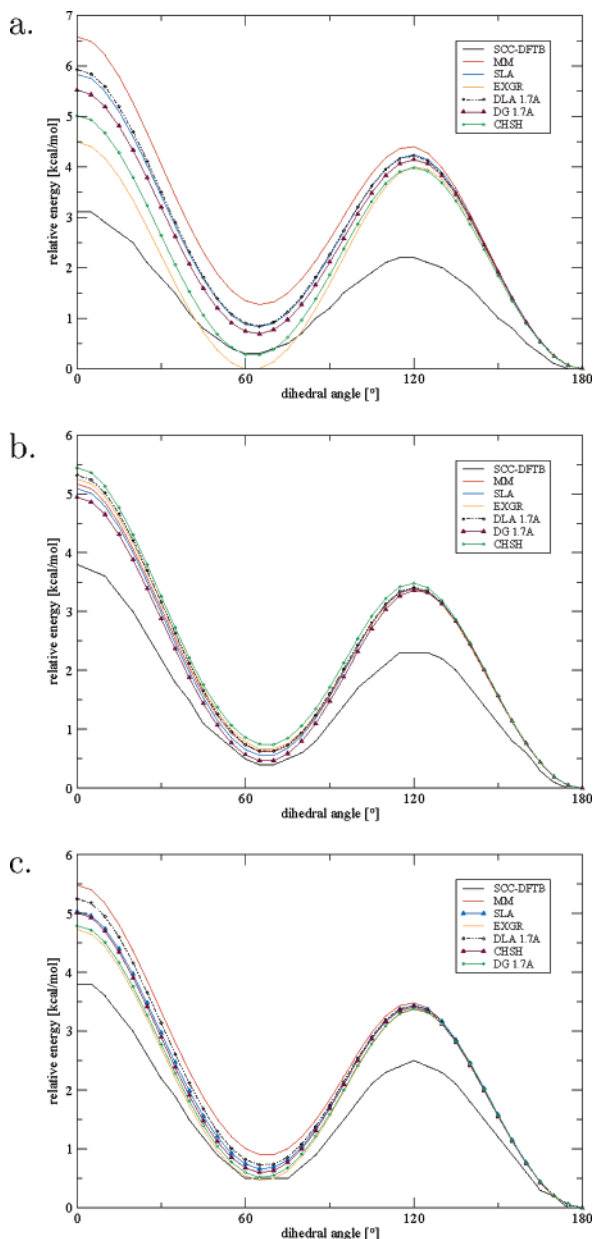 a.
7
6
5
4
3
2
1
0
relative energy [kcal/mol]
SCC-DFTB
MM
SLA
EXGR
DLA 1.7A
DG 1.7A
CHSH
0
60
120
180
dihedral angle [°]
b.
6
5
4
3
2
1
0
relative energy [kcal/mol]
SCC-DFTB
MM
SLA
EXGR
DLA 1.7A
DG 1.7A
CHSH
0
60
120
180
dihedral angle [°]
c.
6
5
4
3
2
1
0
relative energy [kcal/mol]
SCC-DFTB
MM
SLA
EXGR
DLA 1.7A
CHSH
DG 1.7A
0
60
120
180
dihedral angle [°]